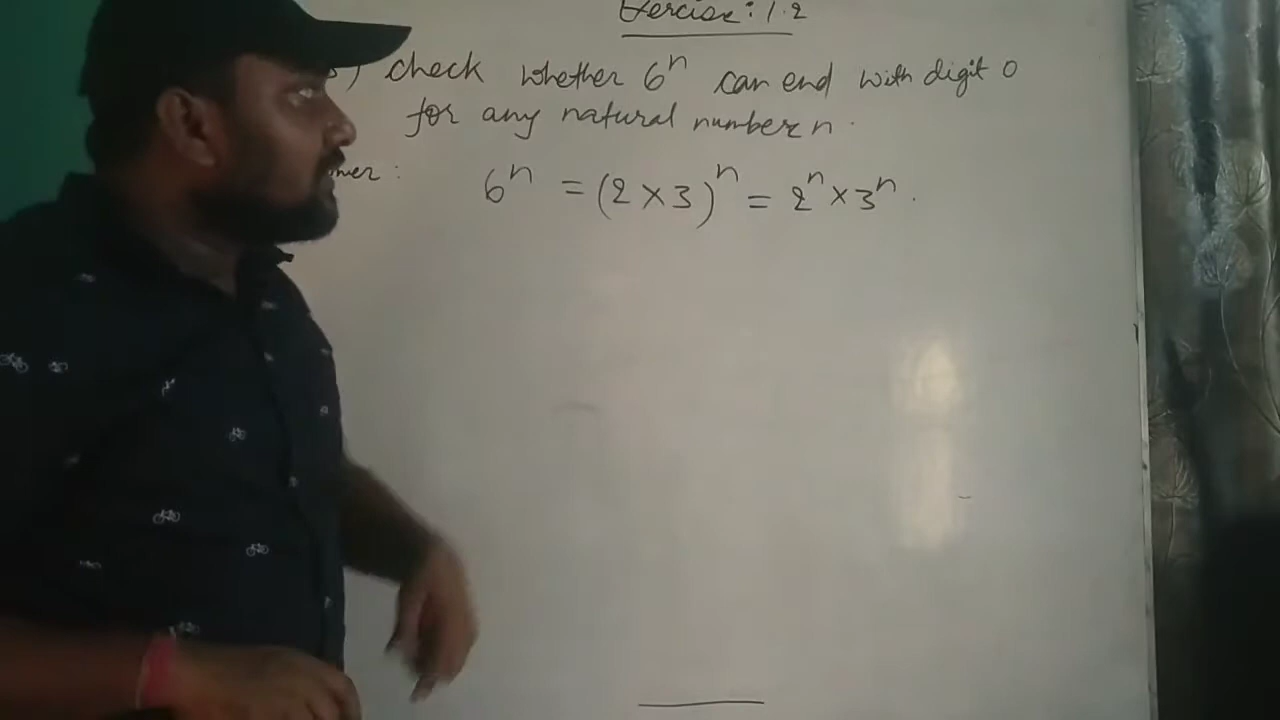 Exercise: 1.2
) check whether 6ⁿ can end with digit 0
for any natural number n.
6ⁿ = (2 × 3)ⁿ = 2ⁿ × 3ⁿ.